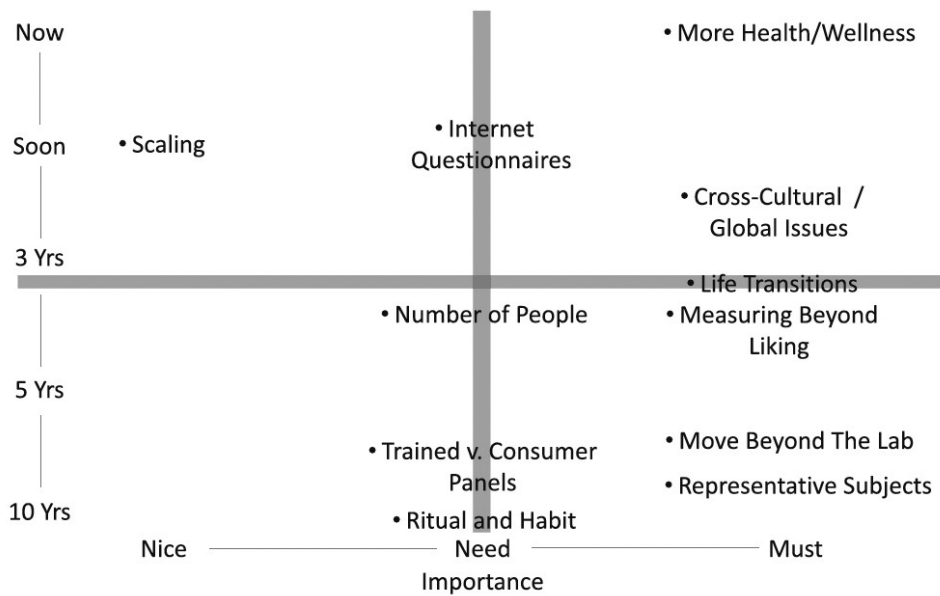 Now
• More Health/Wellness
Soon
• Scaling
• Internet
Questionnaires
• Cross-Cultural /
Global Issues
3 Yrs
• Life Transitions
• Number of People
• Measuring Beyond
Liking
5 Yrs
• Trained v. Consumer
Panels
• Move Beyond The Lab
• Representative Subjects
10 Yrs
• Ritual and Habit
Nice
Need
Must
Importance